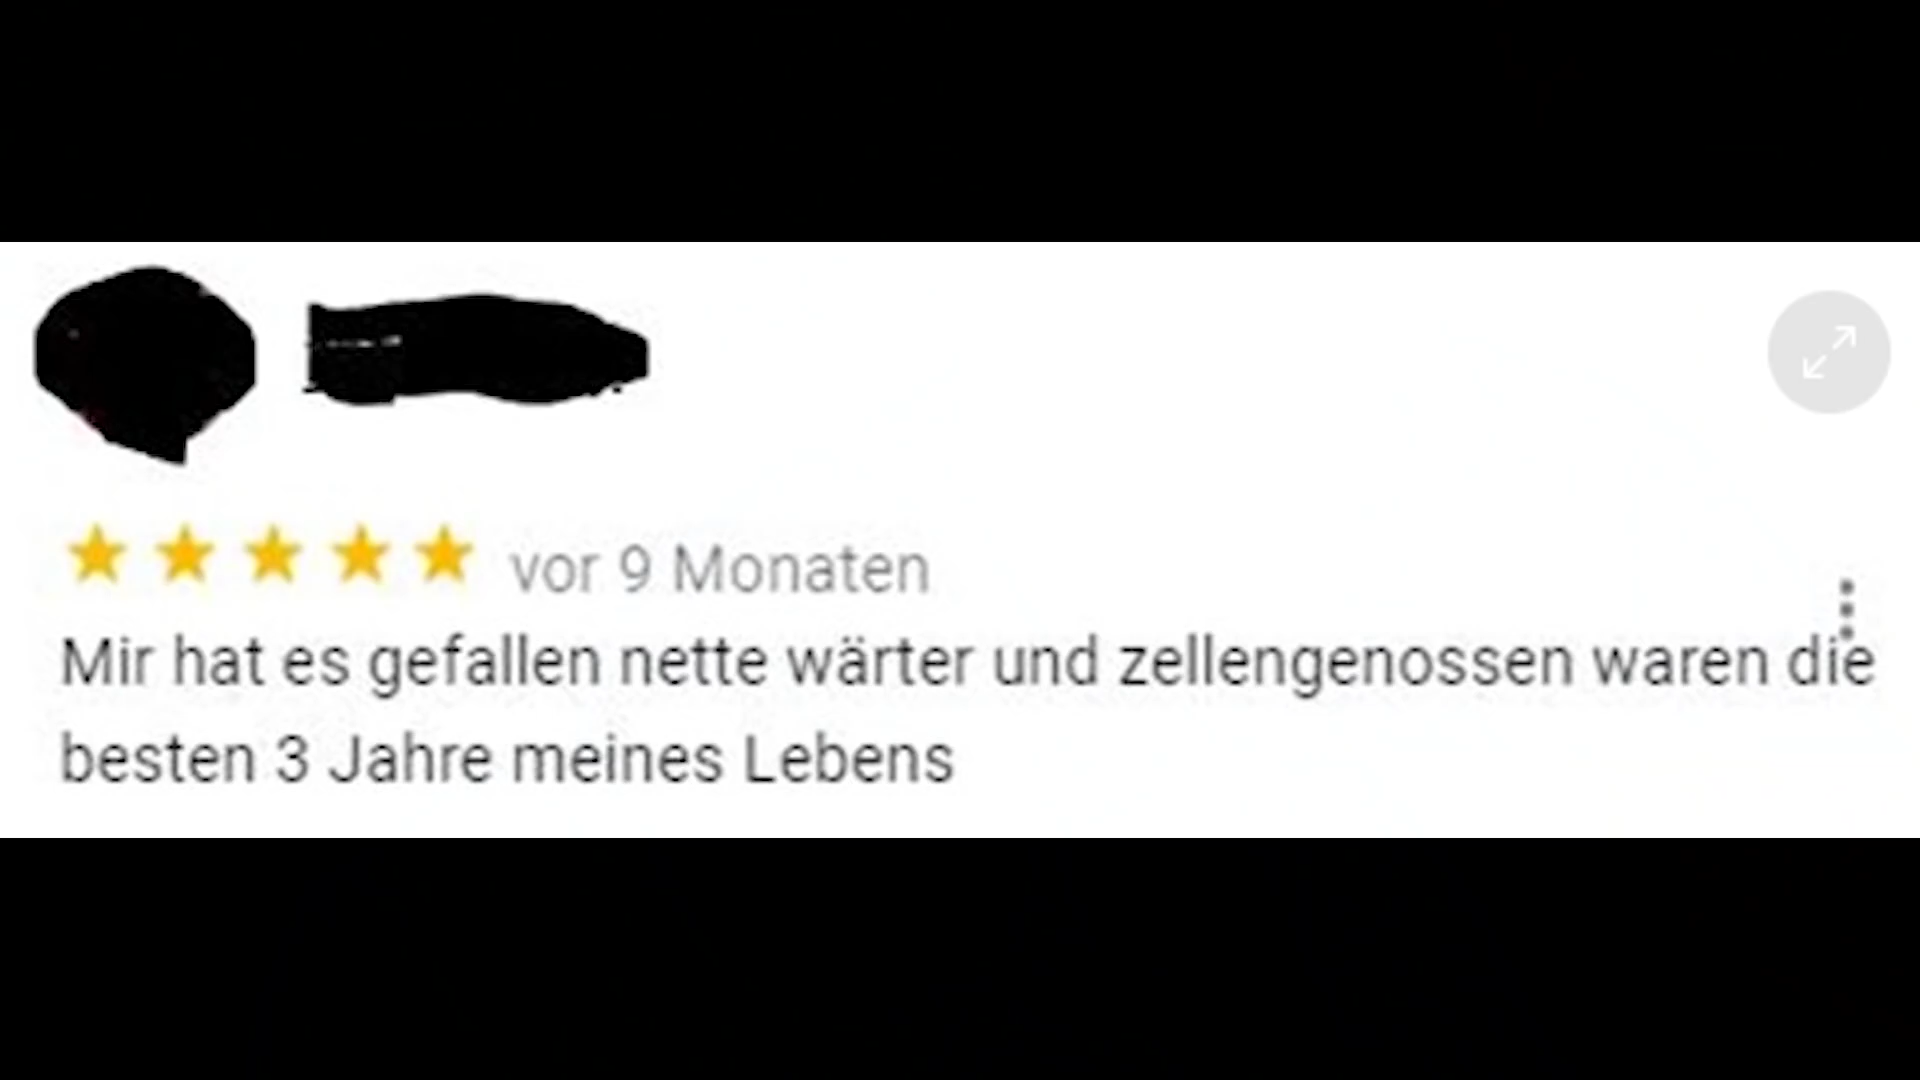 vor 9 Monaten
Mir hat es gefallen nette wärter und zellengenossen waren die
besten 3 Jahre meines Lebens